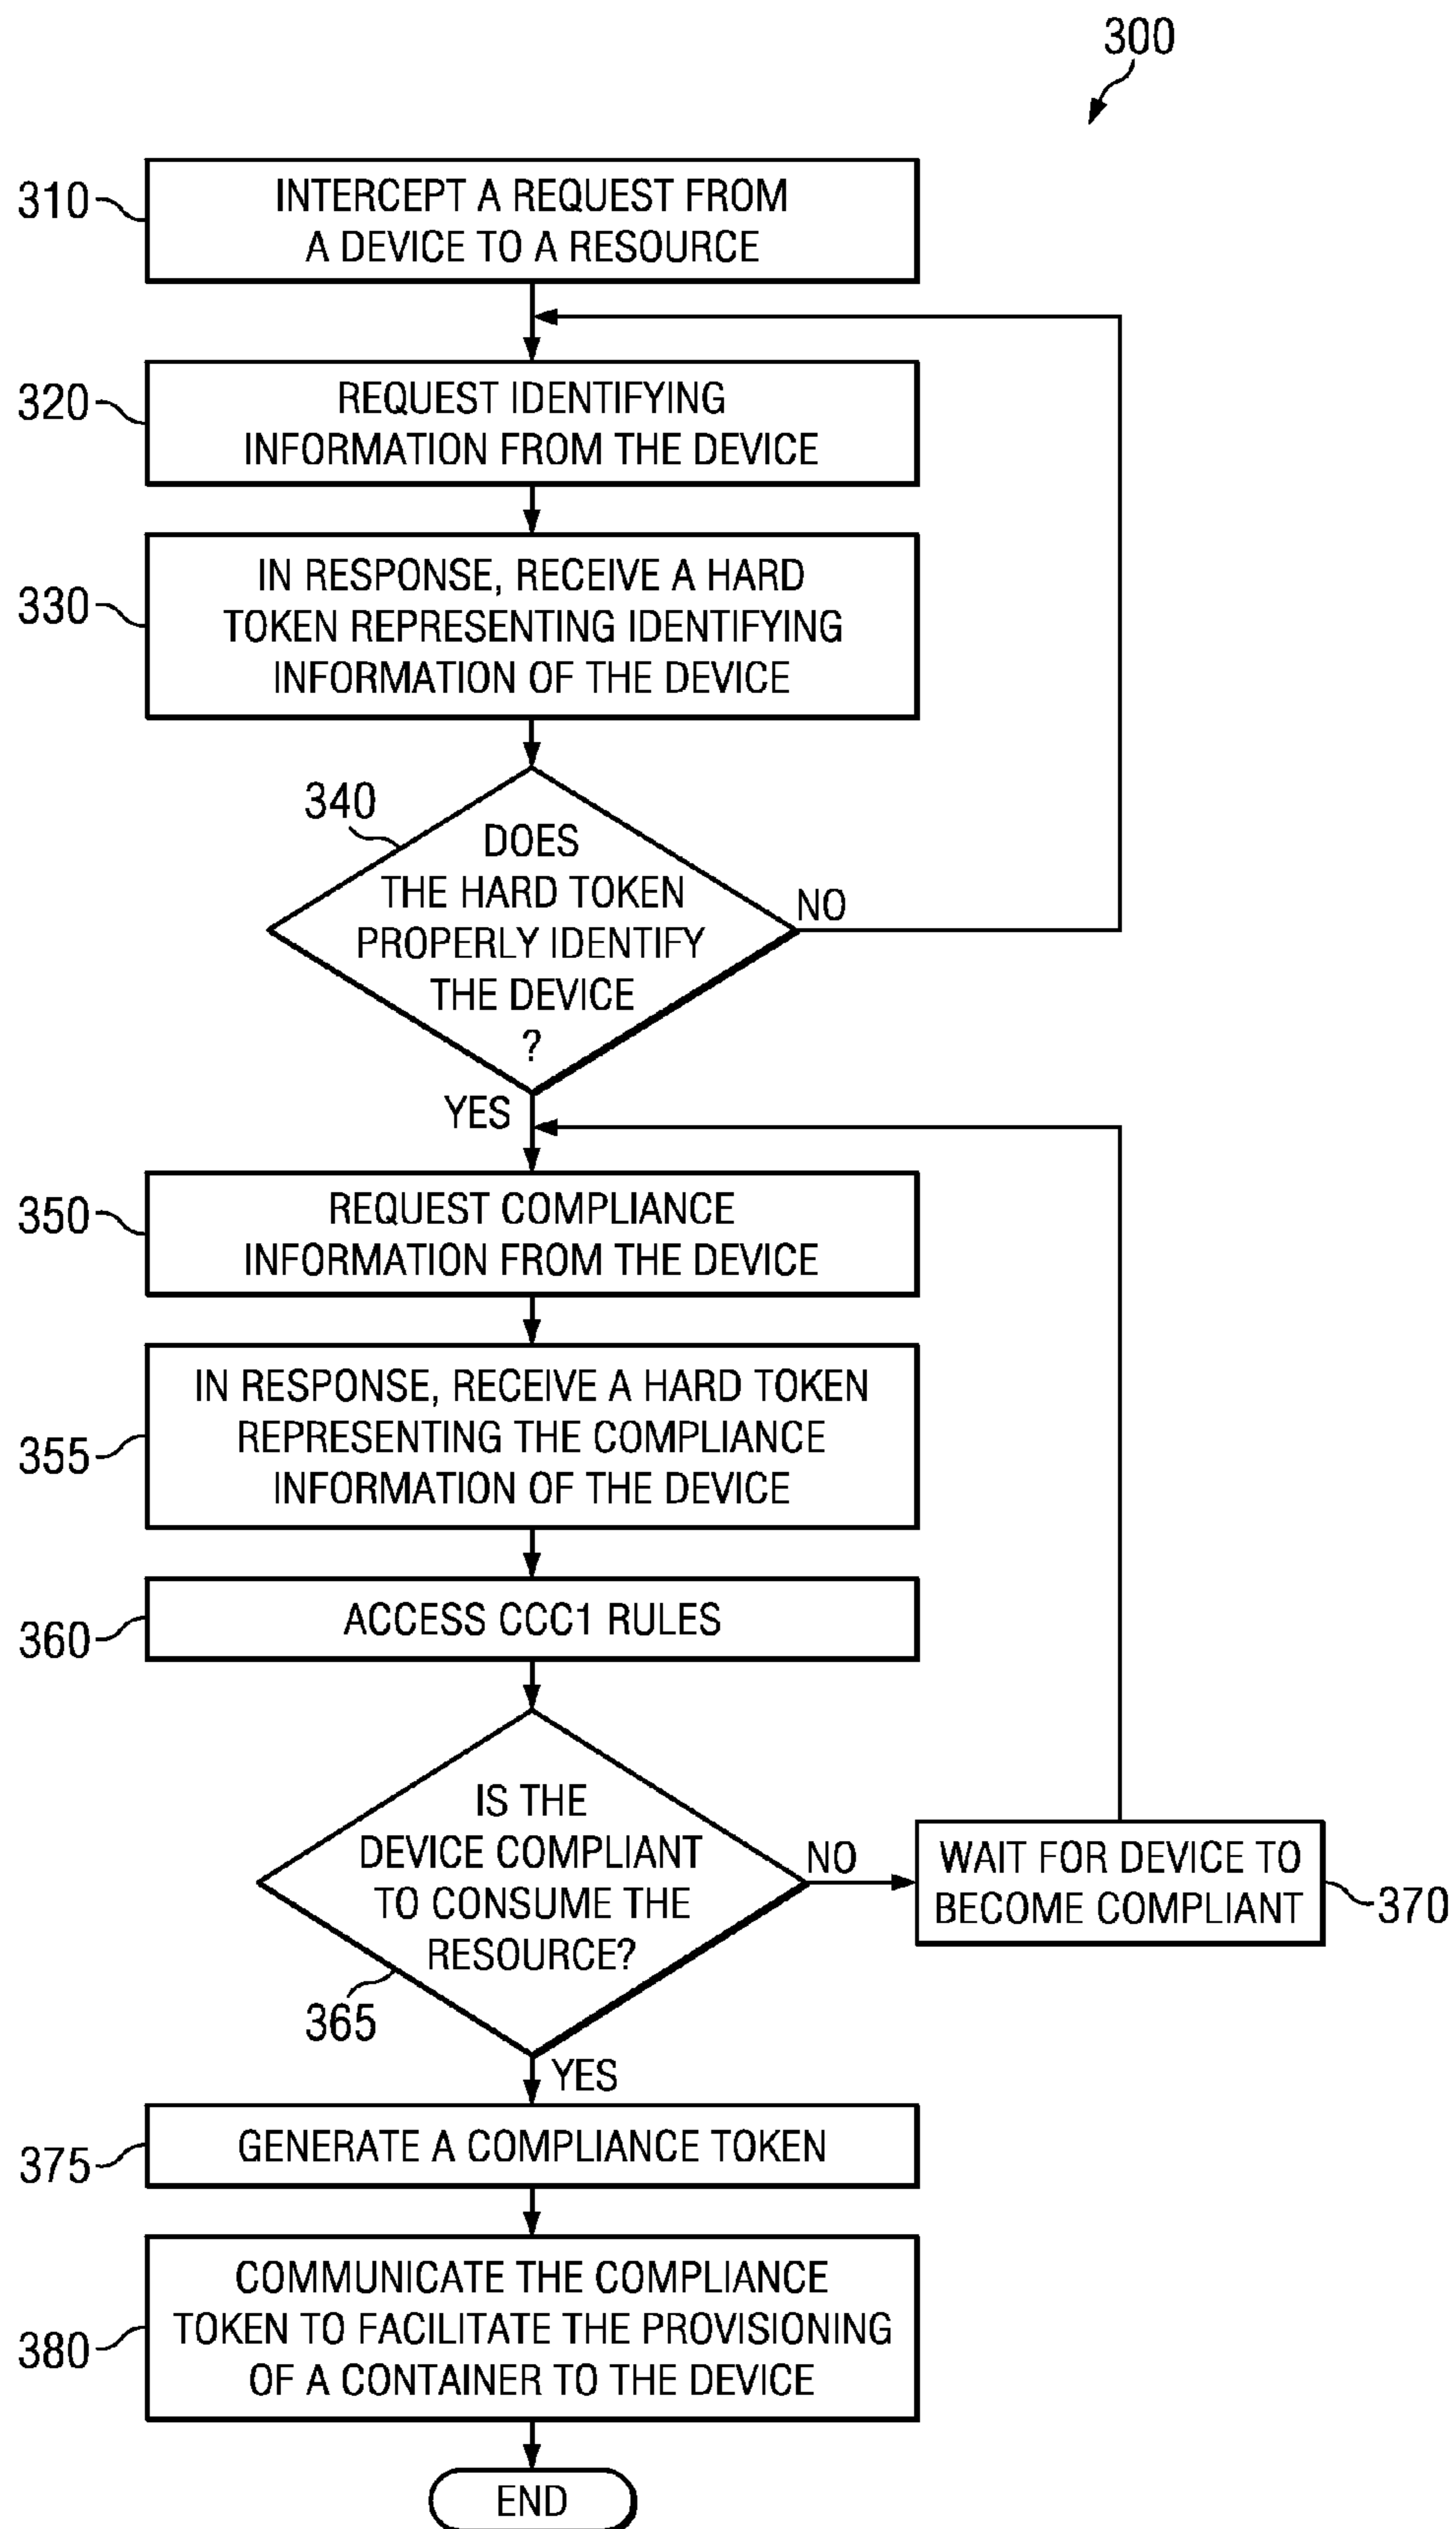 300
310
INTERCEPT A REQUEST FROM
A DEVICE TO A RESOURCE
320
REQUEST IDENTIFYING
INFORMATION FROM THE DEVICE
330
IN RESPONSE, RECEIVE A HARD
TOKEN REPRESENTING IDENTIFYING
INFORMATION OF THE DEVICE
340
DOES
THE HARD TOKEN
PROPERLY IDENTIFY
THE DEVICE
?
NO
YES
350
REQUEST COMPLIANCE
INFORMATION FROM THE DEVICE
355
IN RESPONSE, RECEIVE A HARD TOKEN
REPRESENTING THE COMPLIANCE
INFORMATION OF THE DEVICE
360
ACCESS CCC1 RULES
IS THE
DEVICE COMPLIANT
TO CONSUME THE
RESOURCE?
365
NO
WAIT FOR DEVICE TO
BECOME COMPLIANT
370
YES
375
GENERATE A COMPLIANCE TOKEN
380
COMMUNICATE THE COMPLIANCE
TOKEN TO FACILITATE THE PROVISIONING
OF A CONTAINER TO THE DEVICE
END